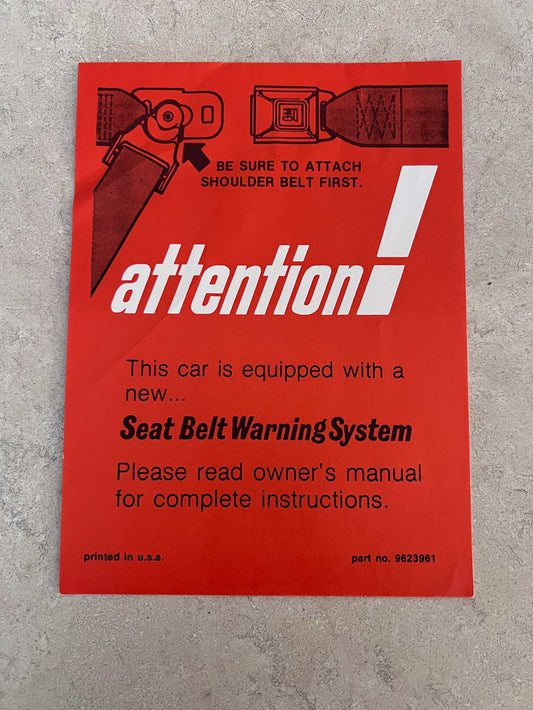 BE SURE TO ATTACH
SHOULDER BELT FIRST.
attention!
This car is equipped with a
new...
Seat Belt Warning System
Please read owner's manual
for complete instructions.
printed in u.s.a.
part no. 9623961